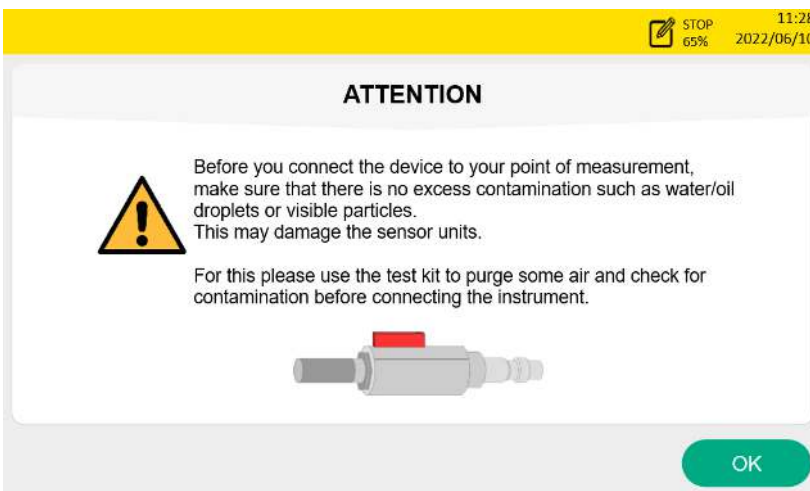 STOP 11:28
65% 2022/06/10
ATTENTION
Before you connect the device to your point of measurement,
make sure that there is no excess contamination such as water/oil
droplets or visible particles.
This may damage the sensor units.
For this please use the test kit to purge some air and check for
contamination before connecting the instrument.
OK